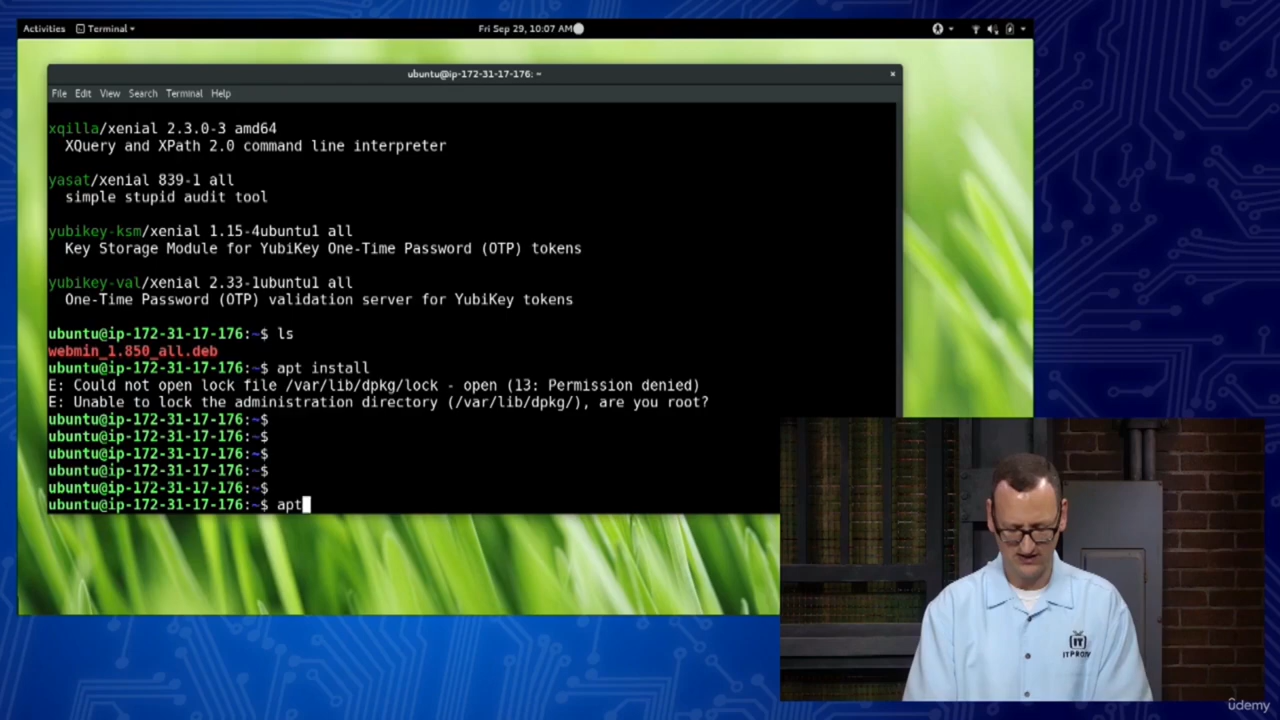 Activities Terminal Fri Sep 29, 10:07 AM
ubuntu@ip-172-31-17-176: ~
File Edit View Search Terminal Help
xqilla/xenial 2.3.0-3 amd64
XQuery and XPath 2.0 command line interpreter
yasat/xenial 839-1 all
simple stupid audit tool
yubikey-ksm/xenial 1.15-4ubuntu1 all
Key Storage Module for YubiKey One-Time Password (OTP) tokens
yubikey-val/xenial 2.33-1ubuntu1 all
One-Time Password (OTP) validation server for YubiKey tokens
ubuntu@ip-172-31-17-176:~$ ls
webmin_1.850_all.deb
ubuntu@ip-172-31-17-176:~$ apt install
E: Could not open lock file /var/lib/dpkg/lock - open (13: Permission denied)
E: Unable to lock the administration directory (/var/lib/dpkg/), are you root?
ubuntu@ip-172-31-17-176:~$
ubuntu@ip-172-31-17-176:~$
ubuntu@ip-172-31-17-176:~$
ubuntu@ip-172-31-17-176:~$
ubuntu@ip-172-31-17-176:~$
ubuntu@ip-172-31-17-176:~$ apt
IT
udemy